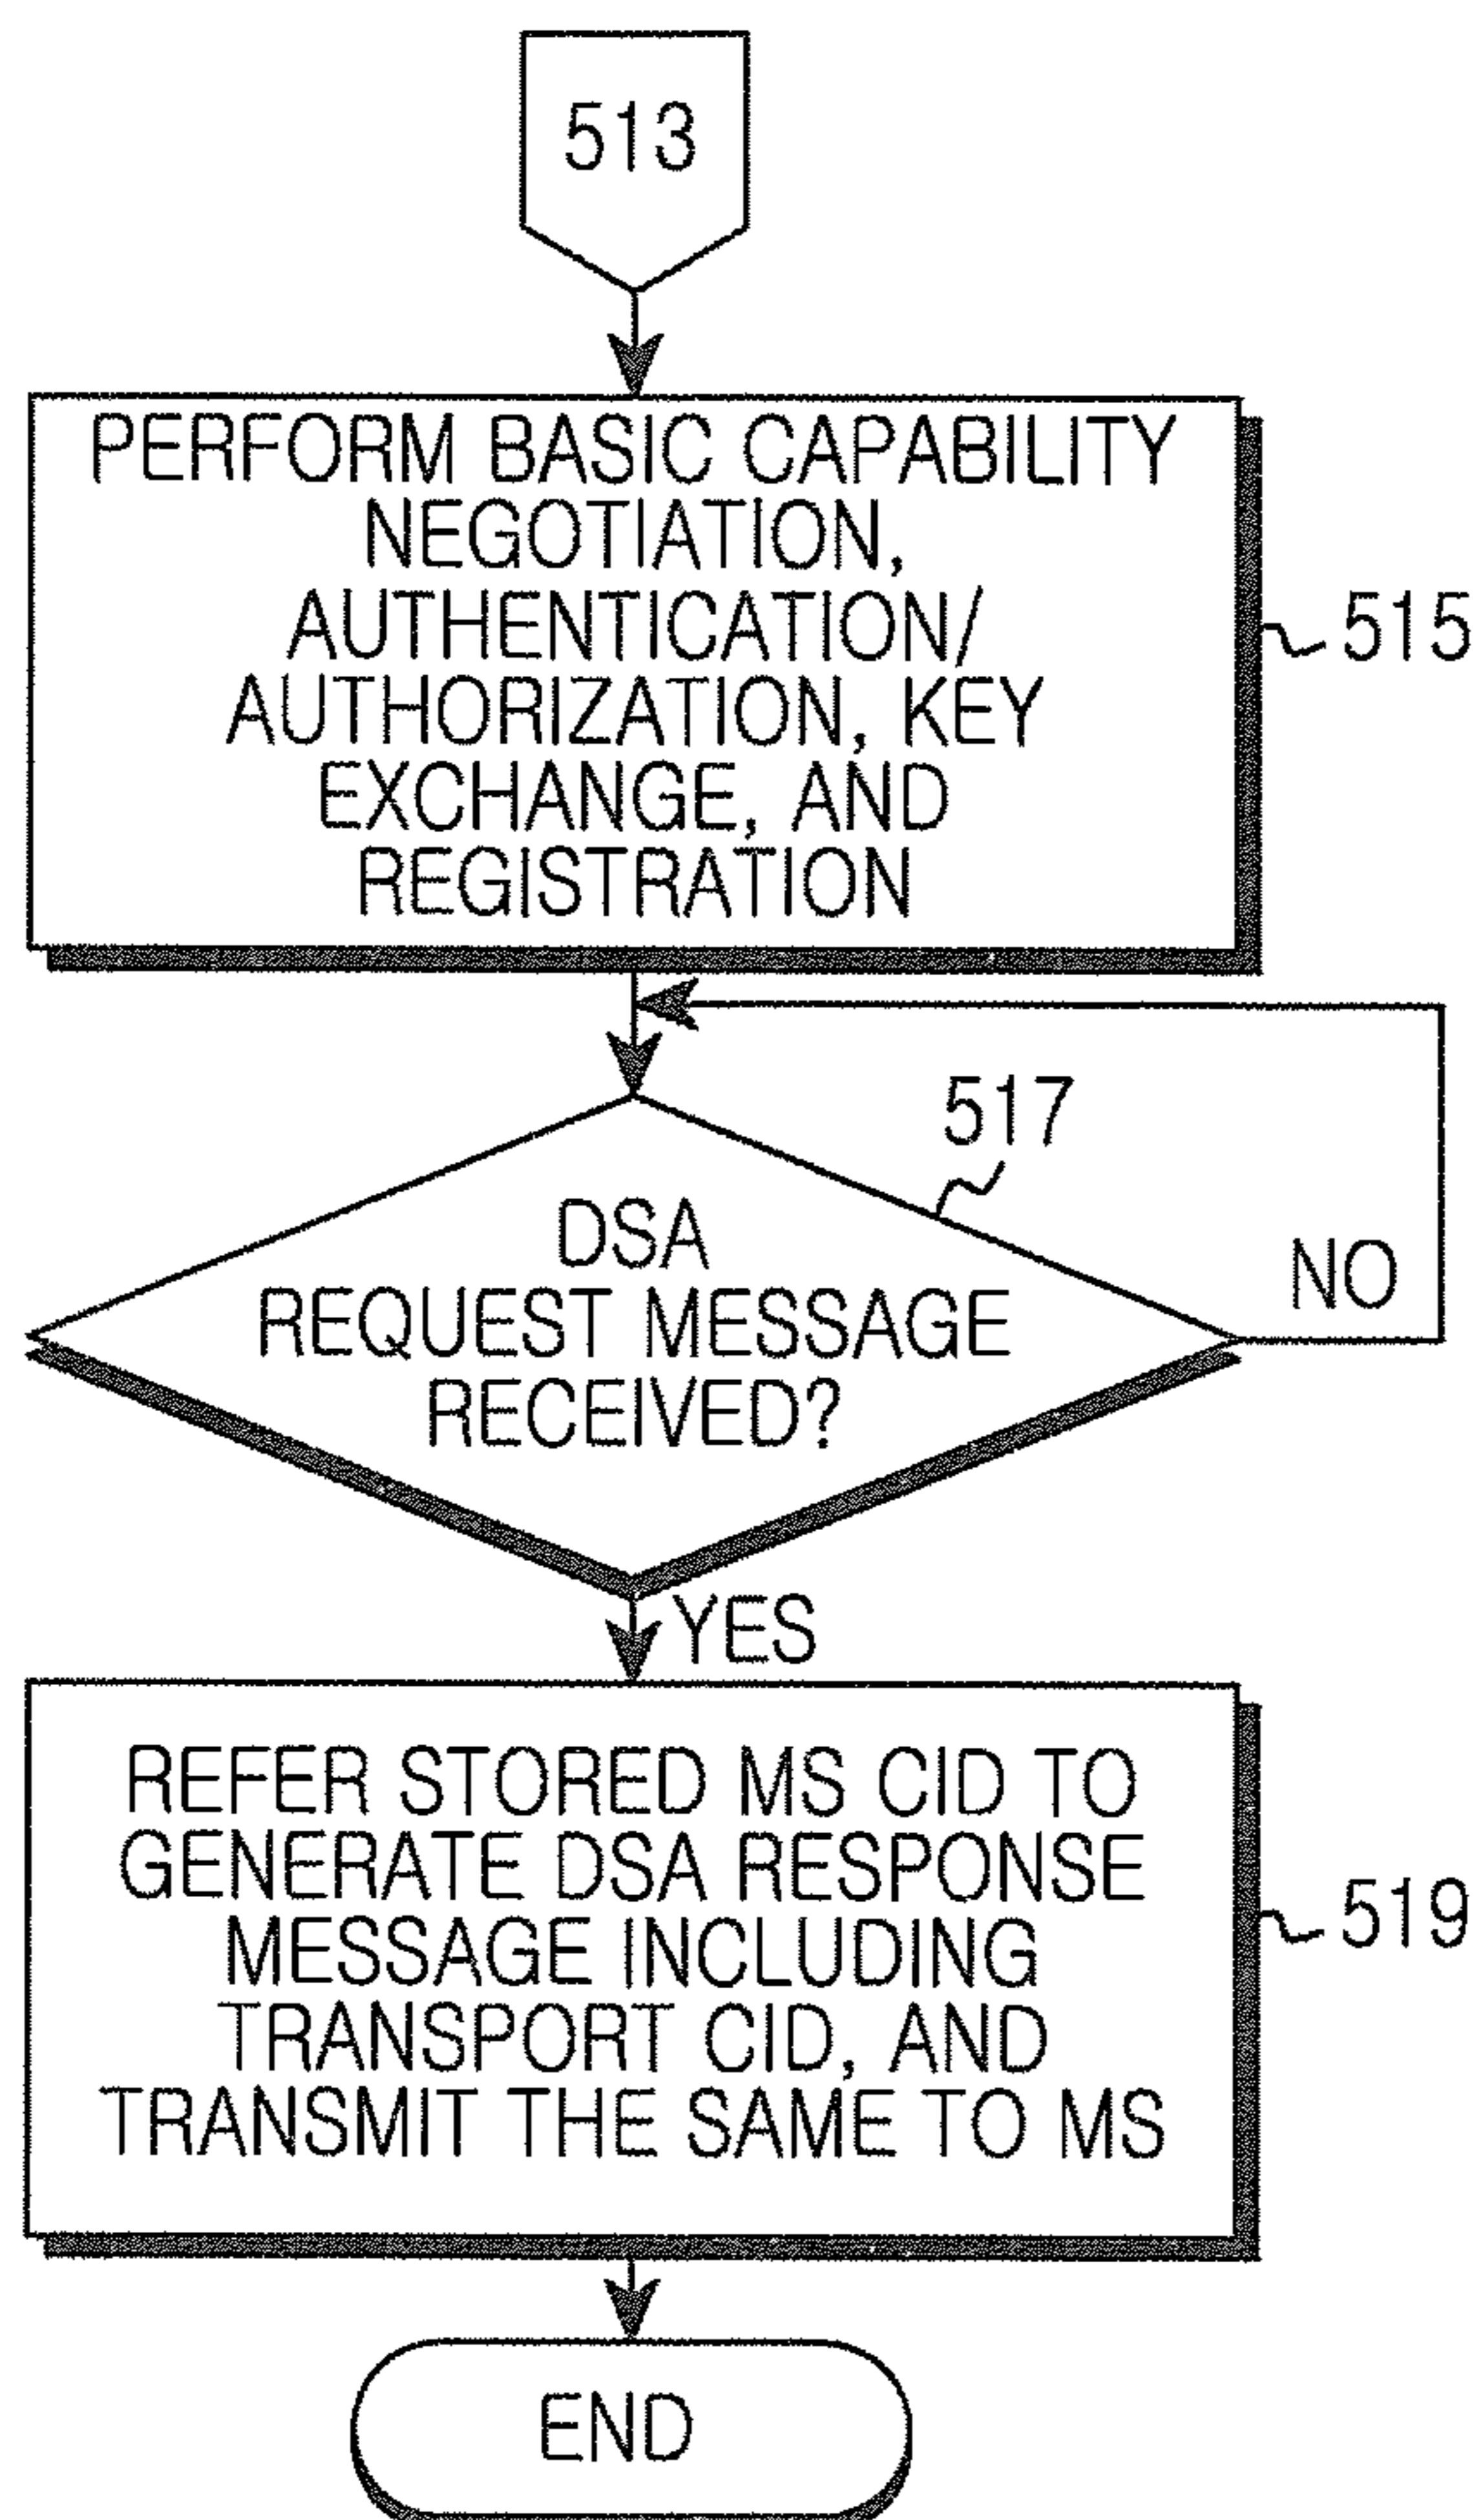 513
PERFORM BASIC CAPABILITY
NEGOTIATION,
AUTHENTICATION/
AUTHORIZATION, KEY
EXCHANGE, AND
REGISTRATION
515
517
DSA
REQUEST MESSAGE
RECEIVED?
NO
YES
REFER STORED MS CID TO
GENERATE DSA RESPONSE
MESSAGE INCLUDING
TRANSPORT CID, AND
TRANSMIT THE SAME TO MS
519
END